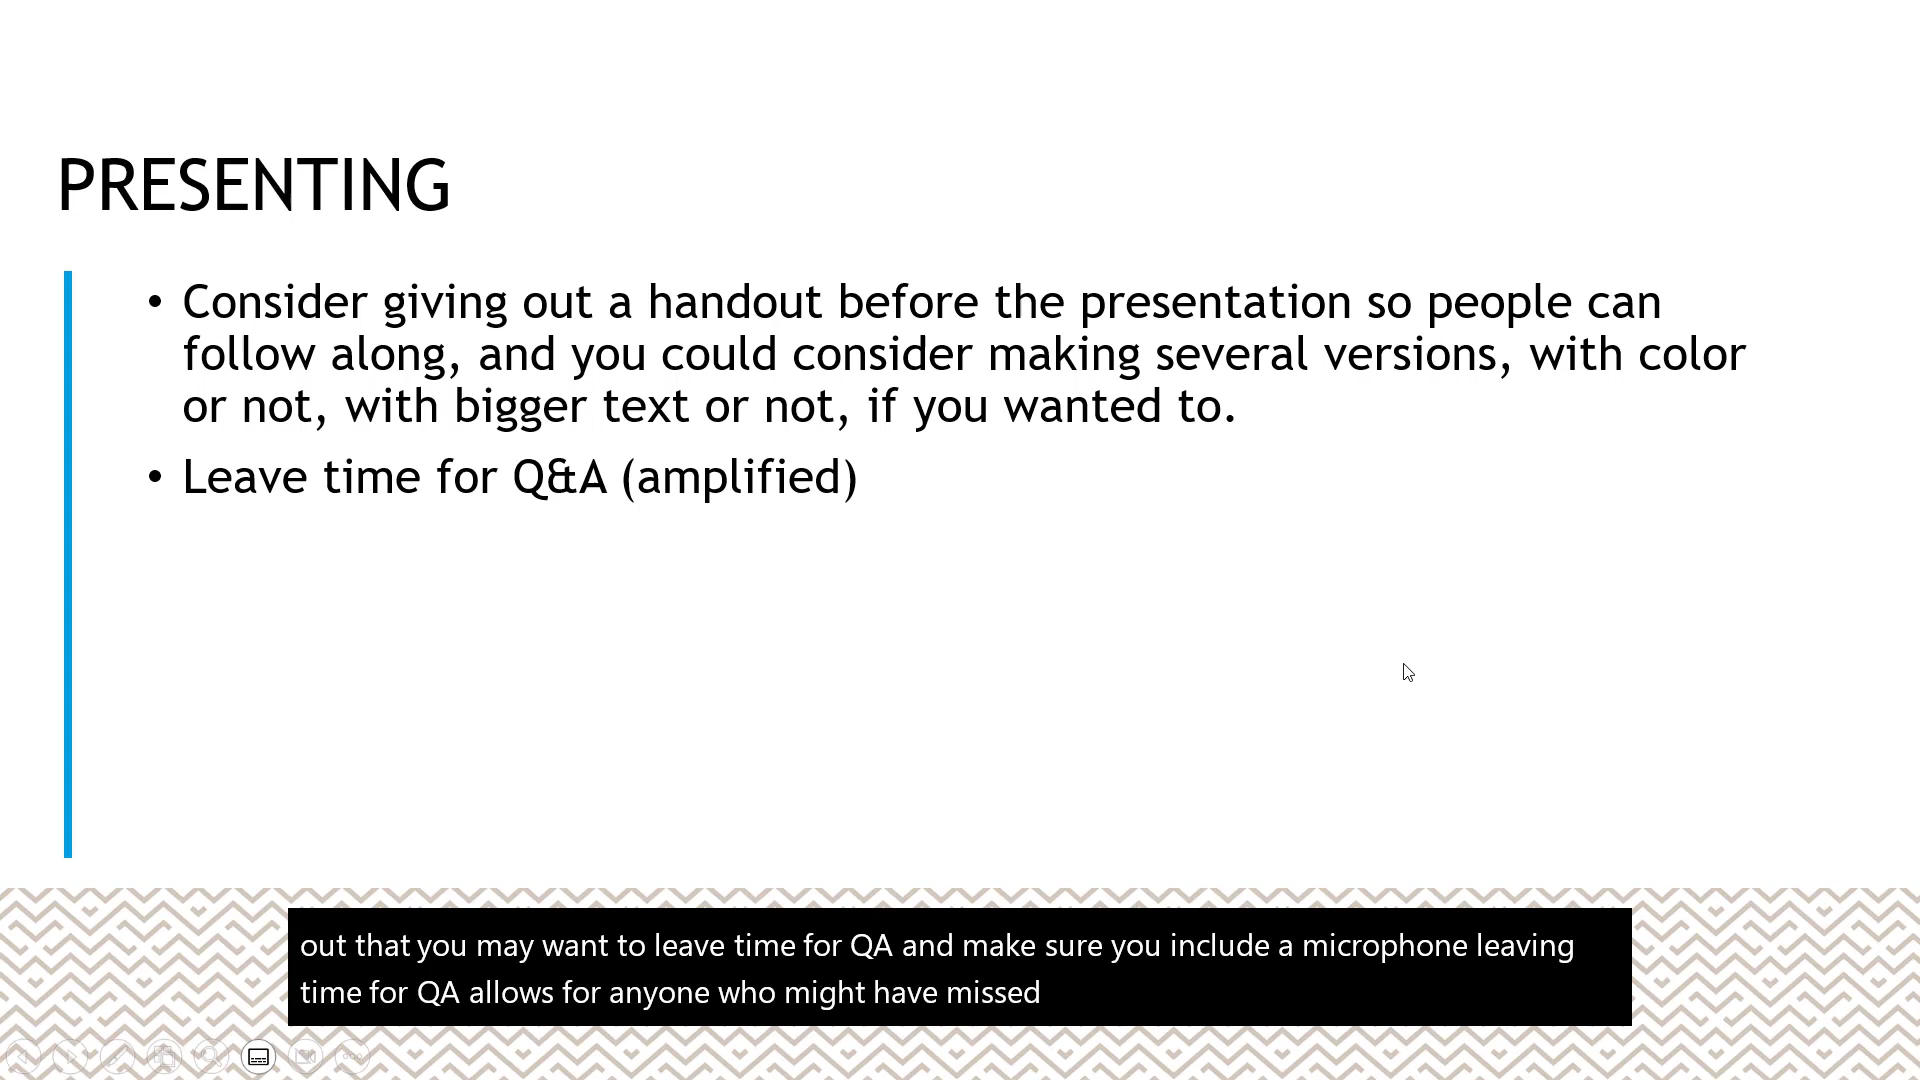 PRESENTING
• Consider giving out a handout before the presentation so people can
follow along, and you could consider making several versions, with color
or not, with bigger text or not, if you wanted to.
• Leave time for Q&A (amplified)
out that you may want to leave time for QA and make sure you include a microphone leaving
time for QA allows for anyone who might have missed